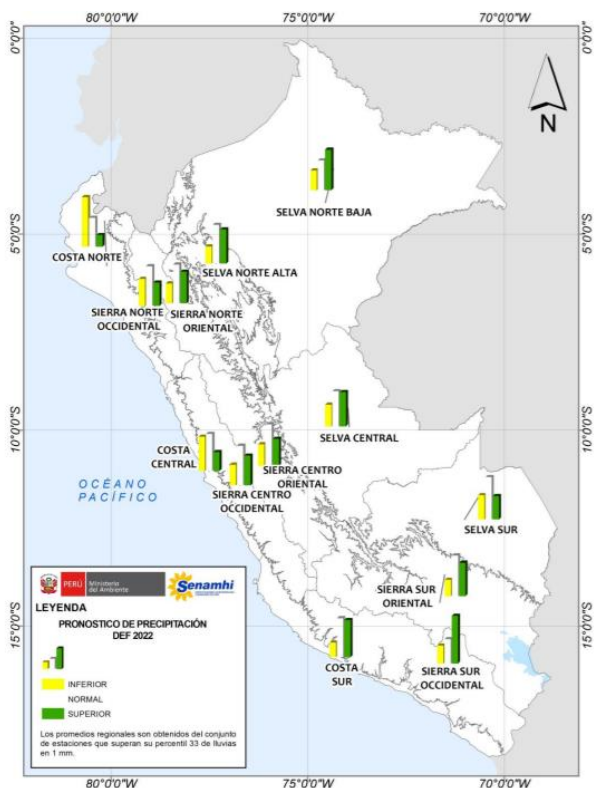 80°0'0"W 75°0'0"W 70°0'0"W
0°0'0"
0°0'0"
N
SELVA NORTE BAJA
5°0'0"S
5°0'0"S
COSTA NORTE
SELVA NORTE ALTA
SIERRA NORTE
OCCIDENTAL
SIERRA NORTE
ORIENTAL
10°0'0"S
10°0'0"S
SELVA CENTRAL
COSTA
CENTRAL
SIERRA CENTRO
ORIENTAL
SIERRA CENTRO
OCCIDENTAL
OCÉANO
PACÍFICO
SELVA SUR
SIERRA SUR
ORIENTAL
15°0'0"S
15°0'0"S
COSTA
SUR
SIERRA SUR
OCCIDENTAL
PERÚ
Ministerio
del Ambiente
Senamhi
LEYENDA
PRONOSTICO DE PRECIPITACIÓN
DEF 2022
INFERIOR
NORMAL
SUPERIOR
Los promedios regionales son obtenidos del conjunto
de estaciones que superan su percentil 33 de lluvias
en 1 mm.
80°0'0"W 75°0'0"W 70°0'0"W